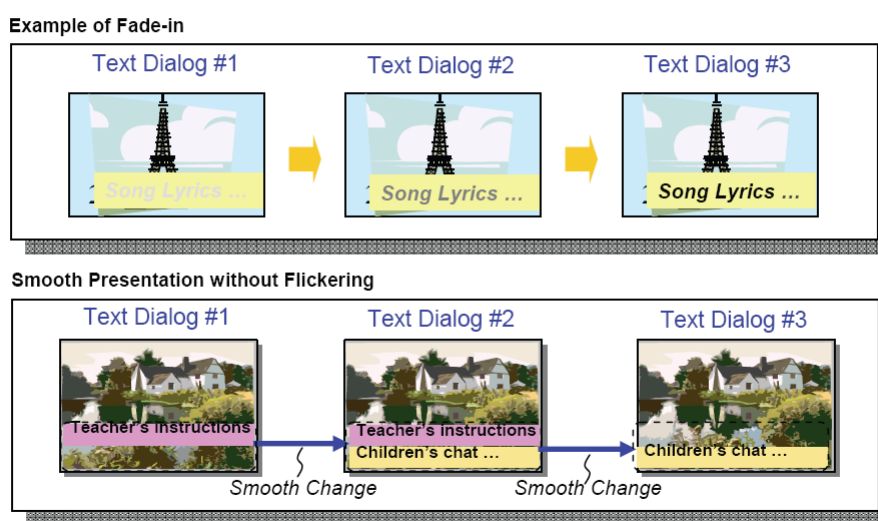 Example of Fade-in
Text Dialog #1
Text Dialog #2
Text Dialog #3
Song Lyrics ...
Song Lyrics ...
Song Lyrics ...
Smooth Presentation without Flickering
Text Dialog #1
Text Dialog #2
Text Dialog #3
Teacher's instructions
Teacher's instructions
Children's chat ...
Children's chat ...
Smooth Change
Smooth Change